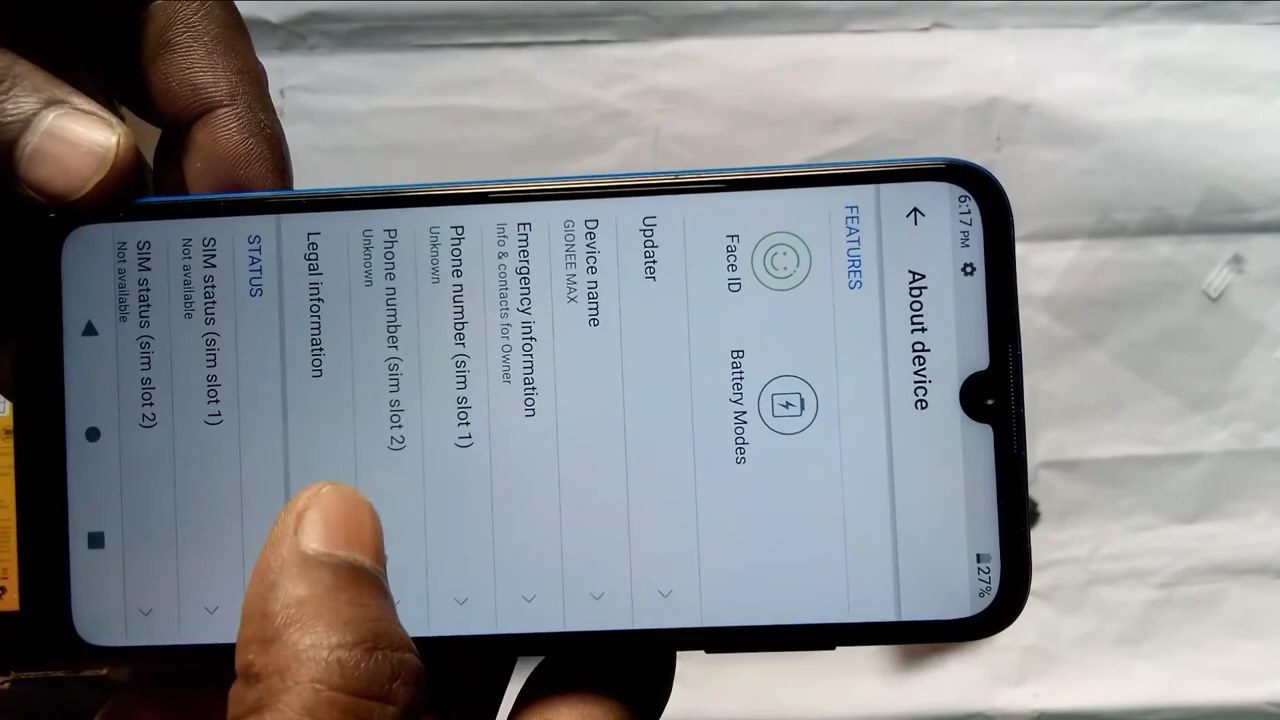 6:17 PM
27%
About device
FEATURES
Face ID
Battery Modes
Updater
Device name
GIONEE MAX
Emergency information
Info & contacts for Owner
Phone number (sim slot 1)
Unknown
Phone number (sim slot 2)
Unknown
Legal information
STATUS
SIM status (sim slot 1)
Not available
SIM status (sim slot 2)
Not available